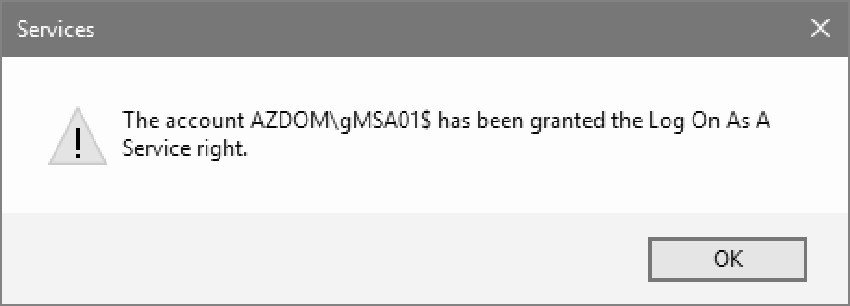 Services
The account AZDOM\gMSA01$ has been granted the Log On As A
Service right.
OK